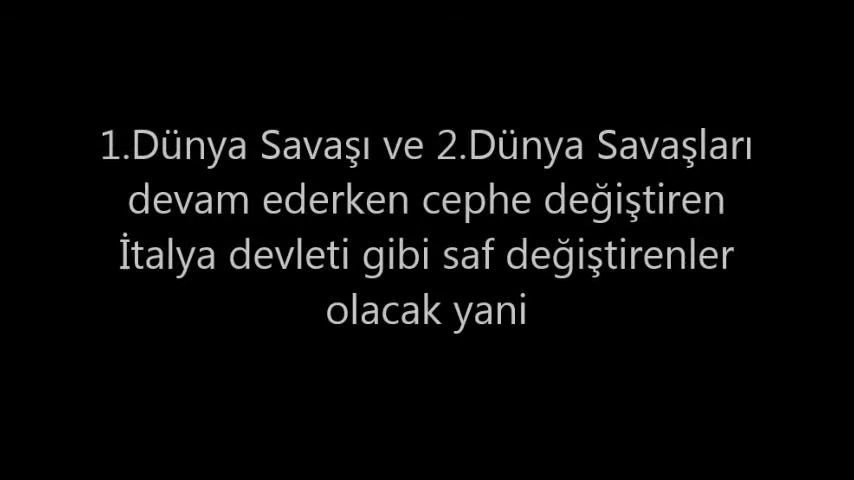 1.Dünya Savaşı ve 2.Dünya Savaşları
devam ederken cephe değiştiren
İtalya devleti gibi saf değiştirenler
olacak yani